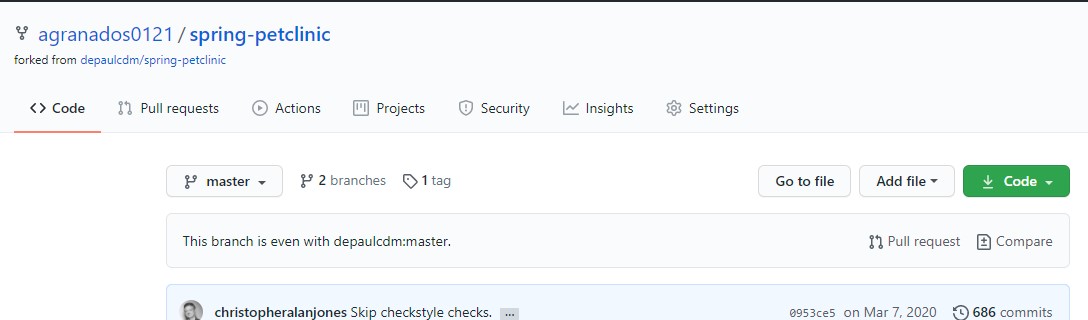 agranados0121 / spring-petclinic
forked from depaulcdm/spring-petclinic
Code Pull requests Actions Projects Security Insights Settings
master 2 branches 1 tag Go to file Add file Code
This branch is even with depaulcdm:master. Pull request Compare
christopheralanjones Skip checkstyle checks. ... 0953ce5 on Mar 7, 2020 686 commits